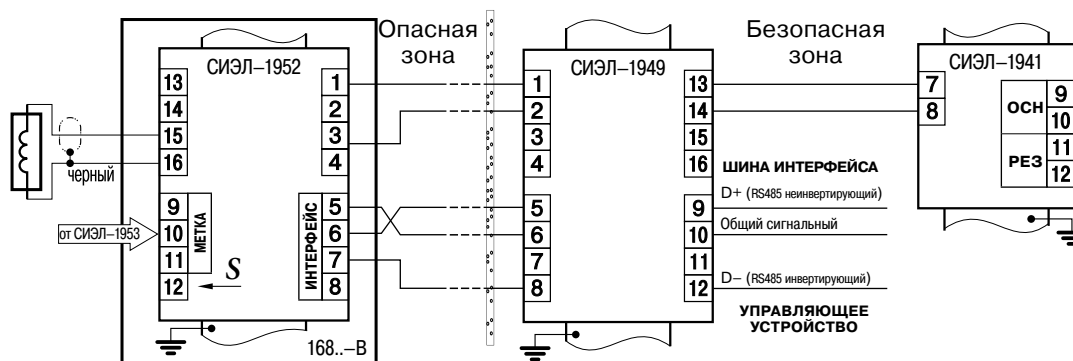 Опасная
зона
Безопасная
зона
СИЭЛ–1952
СИЭЛ–1949
СИЭЛ–1941
13
14
15
16
1
2
3
4
1
2
3
4
13
14
15
16
7
8
ОСН
9
10
РЕЗ
11
12
черный
от СИЭЛ-1953
9
10
11
12
МЕТКА
S
ИНТЕРФЕЙС
5
6
7
8
5
6
7
8
9
10
11
12
ШИНА ИНТЕРФЕЙСА
D+ (RS485 неинвертирующий)
Общий сигнальный
D– (RS485 инвертирующий)
УПРАВЛЯЮЩЕЕ
УСТРОЙСТВО
168..–В